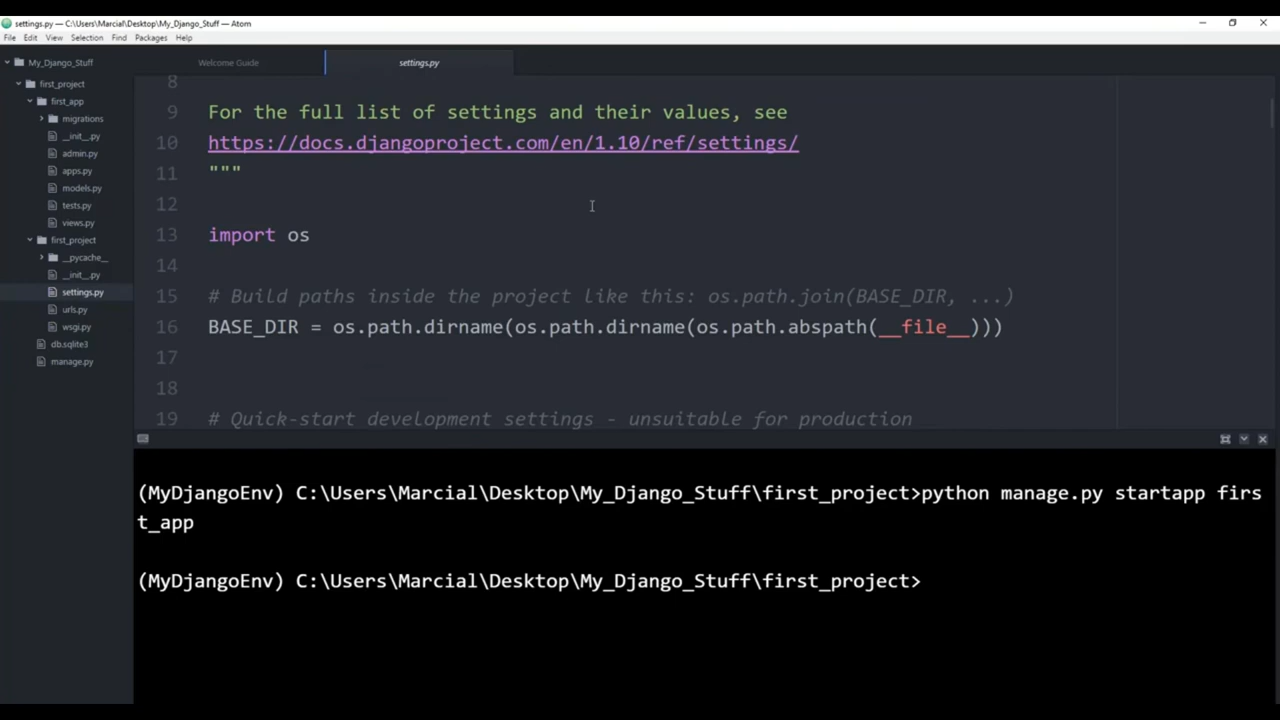 settings.py — C:\Users\Marcial\Desktop\My_Django_Stuff — Atom
File Edit View Selection Find Packages Help
My_Django_Stuff
first_project
first_app
migrations
__init__.py
admin.py
apps.py
models.py
tests.py
views.py
first_project
__pycache__
__init__.py
settings.py
urls.py
wsgi.py
db.sqlite3
manage.py
Welcome Guide
settings.py
8
9 For the full list of settings and their values, see
10 https://docs.djangoproject.com/en/1.10/ref/settings/
11 """
12
13 import os
14
15 # Build paths inside the project like this: os.path.join(BASE_DIR, ...)
16 BASE_DIR = os.path.dirname(os.path.dirname(os.path.abspath(__file__)))
17
18
19 # Quick-start development settings - unsuitable for production
(MyDjangoEnv) C:\Users\Marcial\Desktop\My_Django_Stuff\first_project>python manage.py startapp firs
t_app
(MyDjangoEnv) C:\Users\Marcial\Desktop\My_Django_Stuff\first_project>